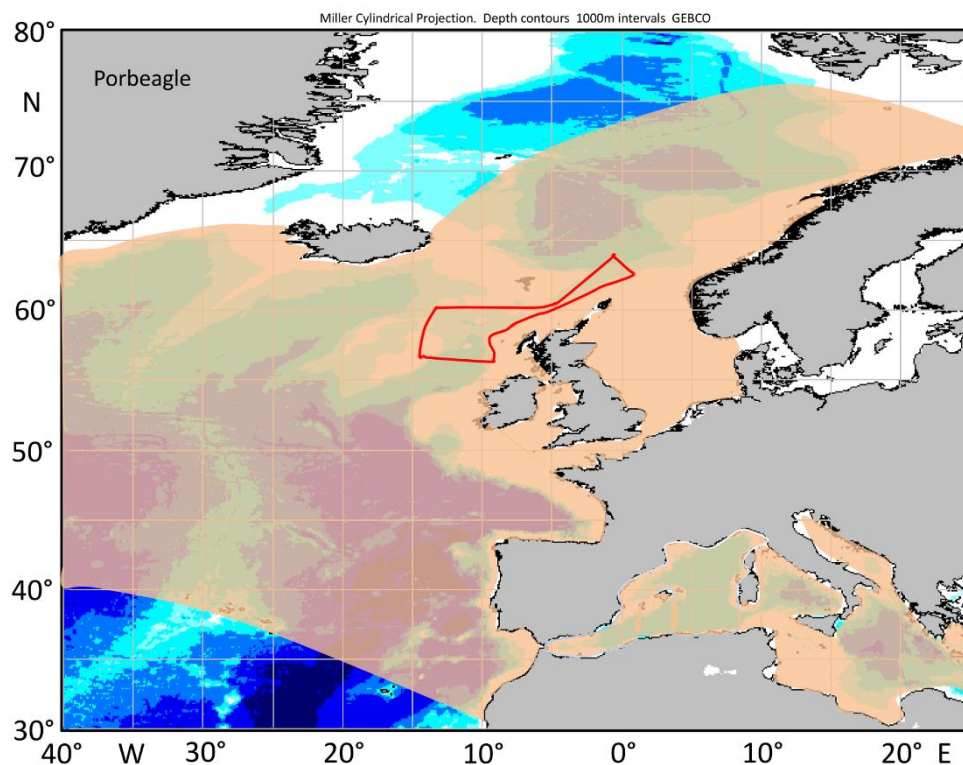 Miller Cylindrical Projection. Depth contours 1000m intervals GEBCO
80°
Porbeagle
N
70°
60°
50°
40°
30°
40° W 30° 20° 10° 0° 10° 20° E